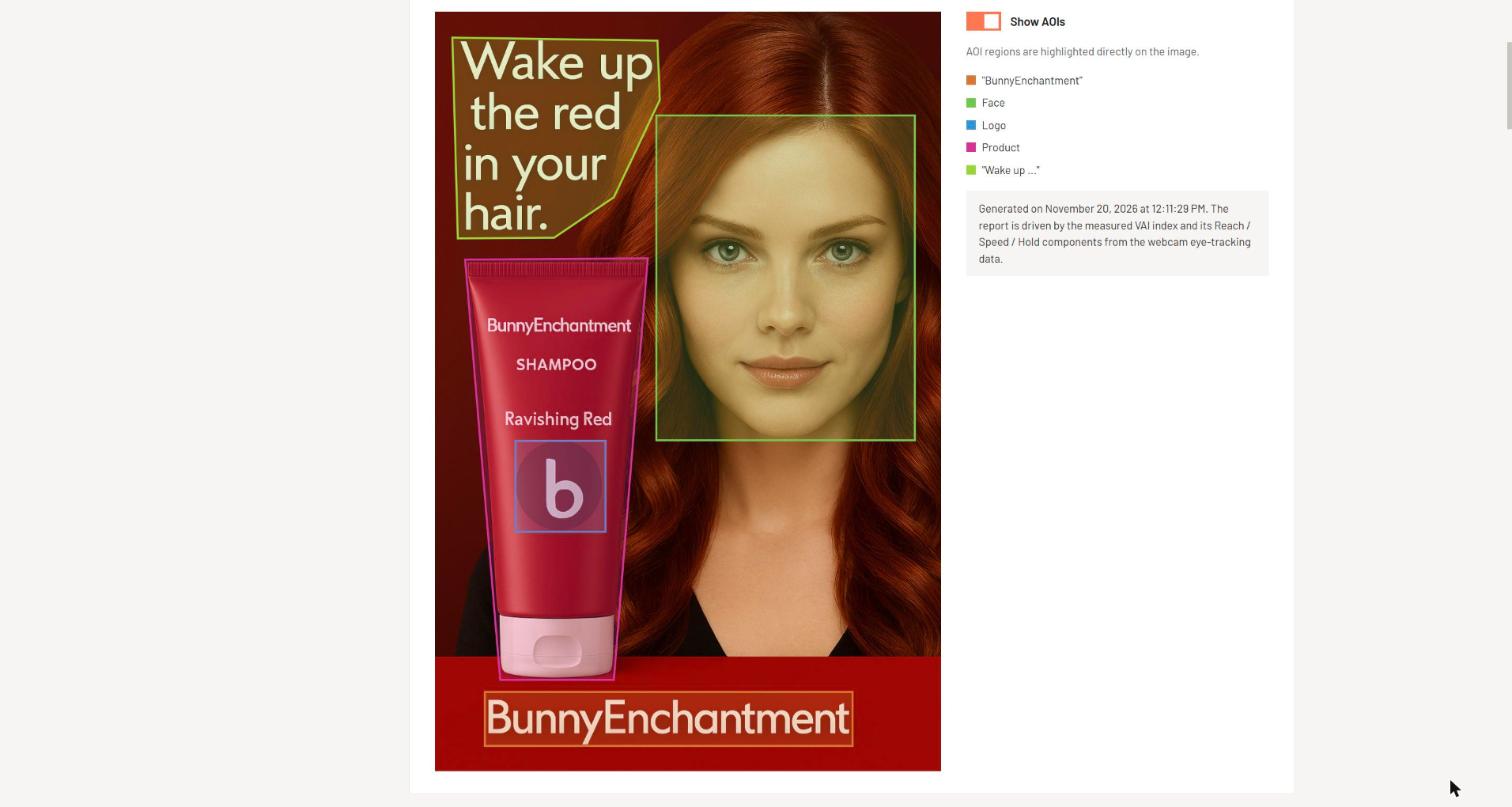 Wake up
the red
in your
hair.
BunnyEnchantment
SHAMPOO
Ravishing Red
b
BunnyEnchantment
Show AOIs
AOI regions are highlighted directly on the image.
"BunnyEnchantment"
Face
Logo
Product
"Wake up ..."
Generated on November 20, 2026 at 12:11:29 PM. The
report is driven by the measured VAI index and its Reach /
Speed / Hold components from the webcam eye-tracking
data.